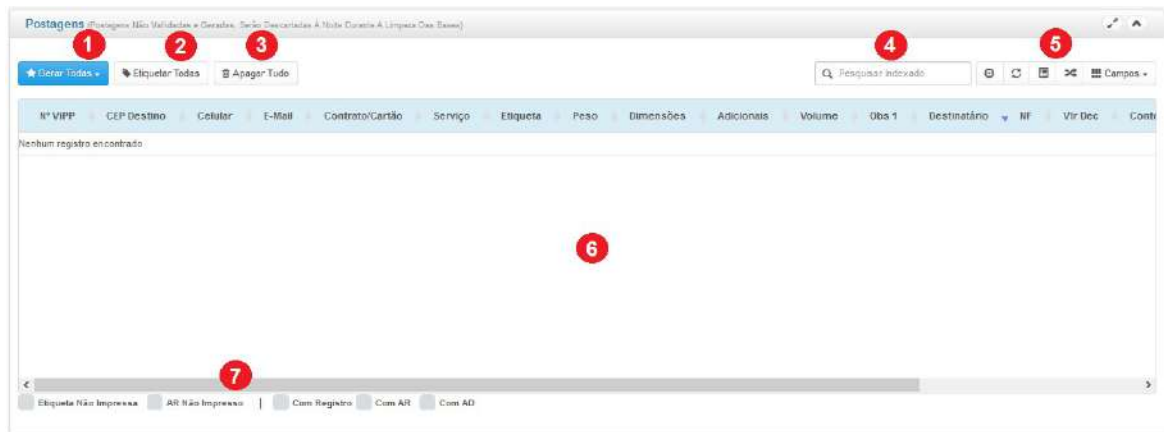 Postagens (Postagens Não Validadas e Geradas, Serão Descartadas À Noite Durante A Limpeza Das Bases)
1 2 3 4 5
Gerar Todas Etiquetar Todas Apagar Tudo Pesquisar Indexado Campos
Nº VIPP CEP Destino Celular E-Mail Contrato/Cartão Serviço Etiqueta Peso Dimensões Adicionais Volume Obs 1 Destinatário NF Vlr Dec Conte
Nenhum registro encontrado
6
7
Etiqueta Não Impressa AR Não Impresso | Com Registro Com AR Com AD